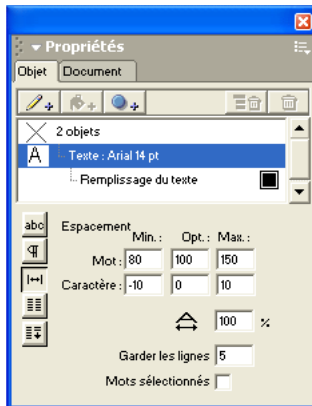 Propriétés
Objet Document
2 objets
A Texte : Arial 14 pt
Remplissage du texte
abc Espacement
Min. : Opt. : Max. :
Mot : 80 100 150
Caractère : -10 0 10
100 %
Garder les lignes 5
Mots sélectionnés